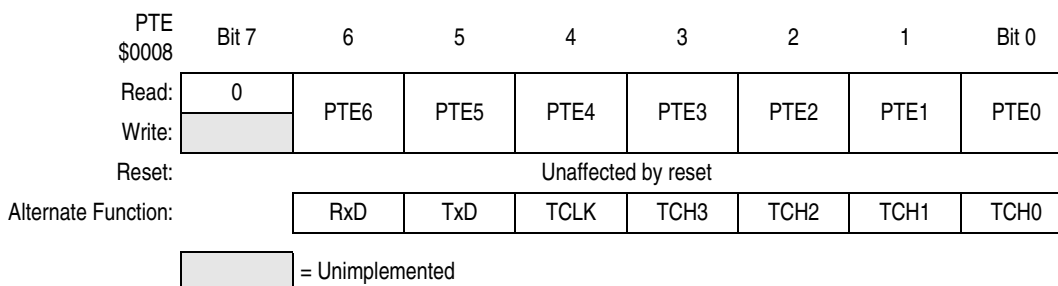 PTE
$0008 Bit 7 6 5 4 3 2 1 Bit 0
Read: 0 PTE6 PTE5 PTE4 PTE3 PTE2 PTE1 PTE0
Write:
Reset: Unaffected by reset
Alternate Function: RxD TxD TCLK TCH3 TCH2 TCH1 TCH0
= Unimplemented